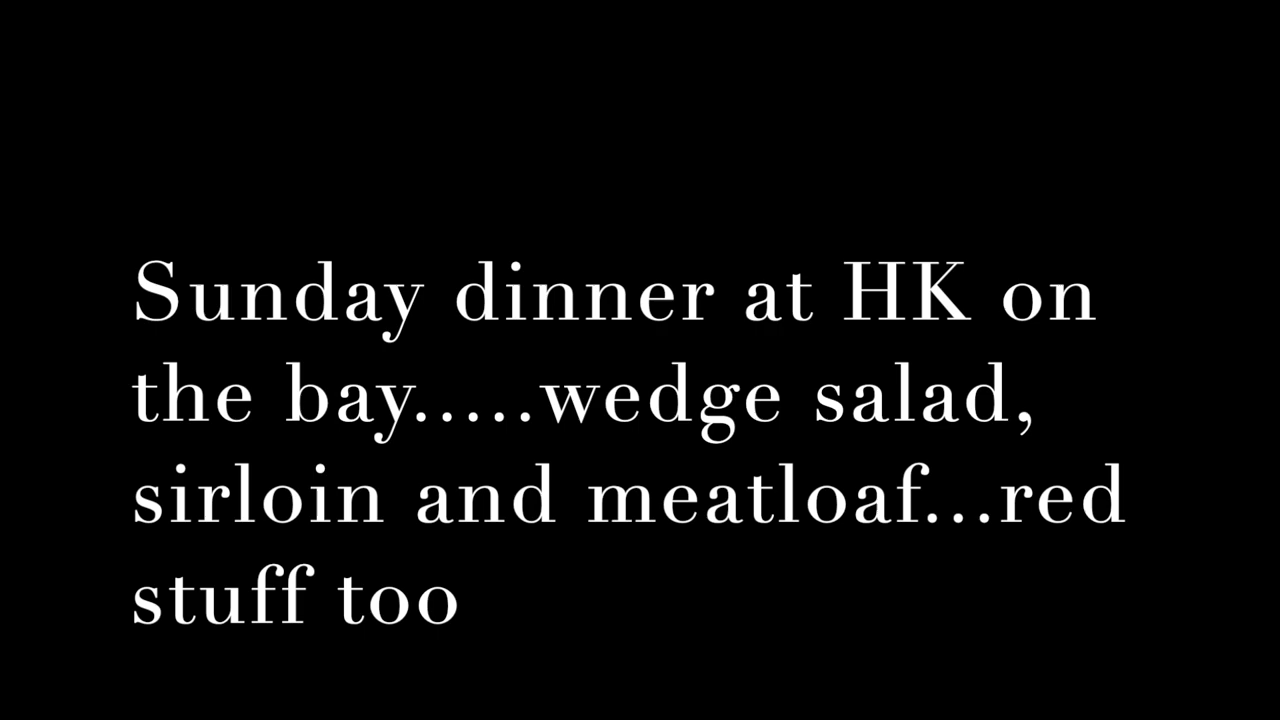 Sunday dinner at HK on
the bay.....wedge salad,
sirloin and meatloaf...red
stuff too